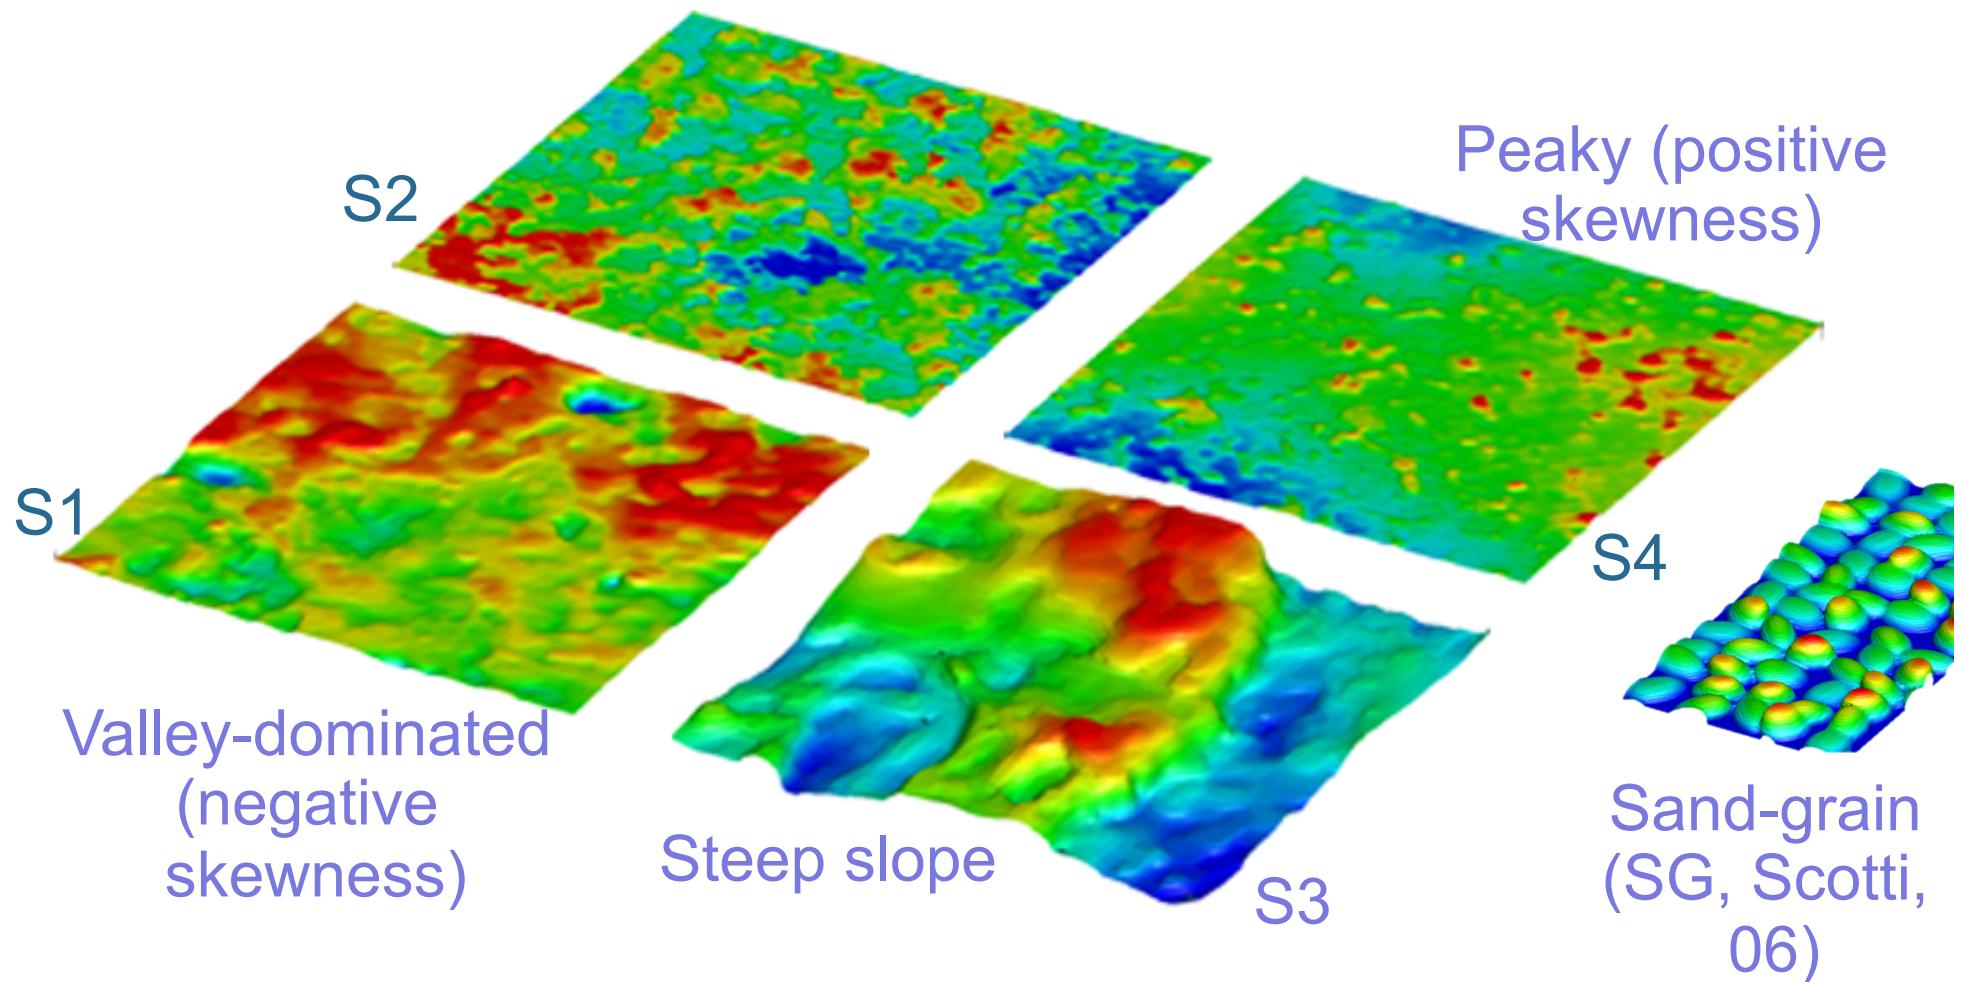 S2
Peaky (positive
skewness)
S1
S4
Valley-dominated
(negative
skewness)
Steep slope
S3
Sand-grain
(SG, Scotti,
06)